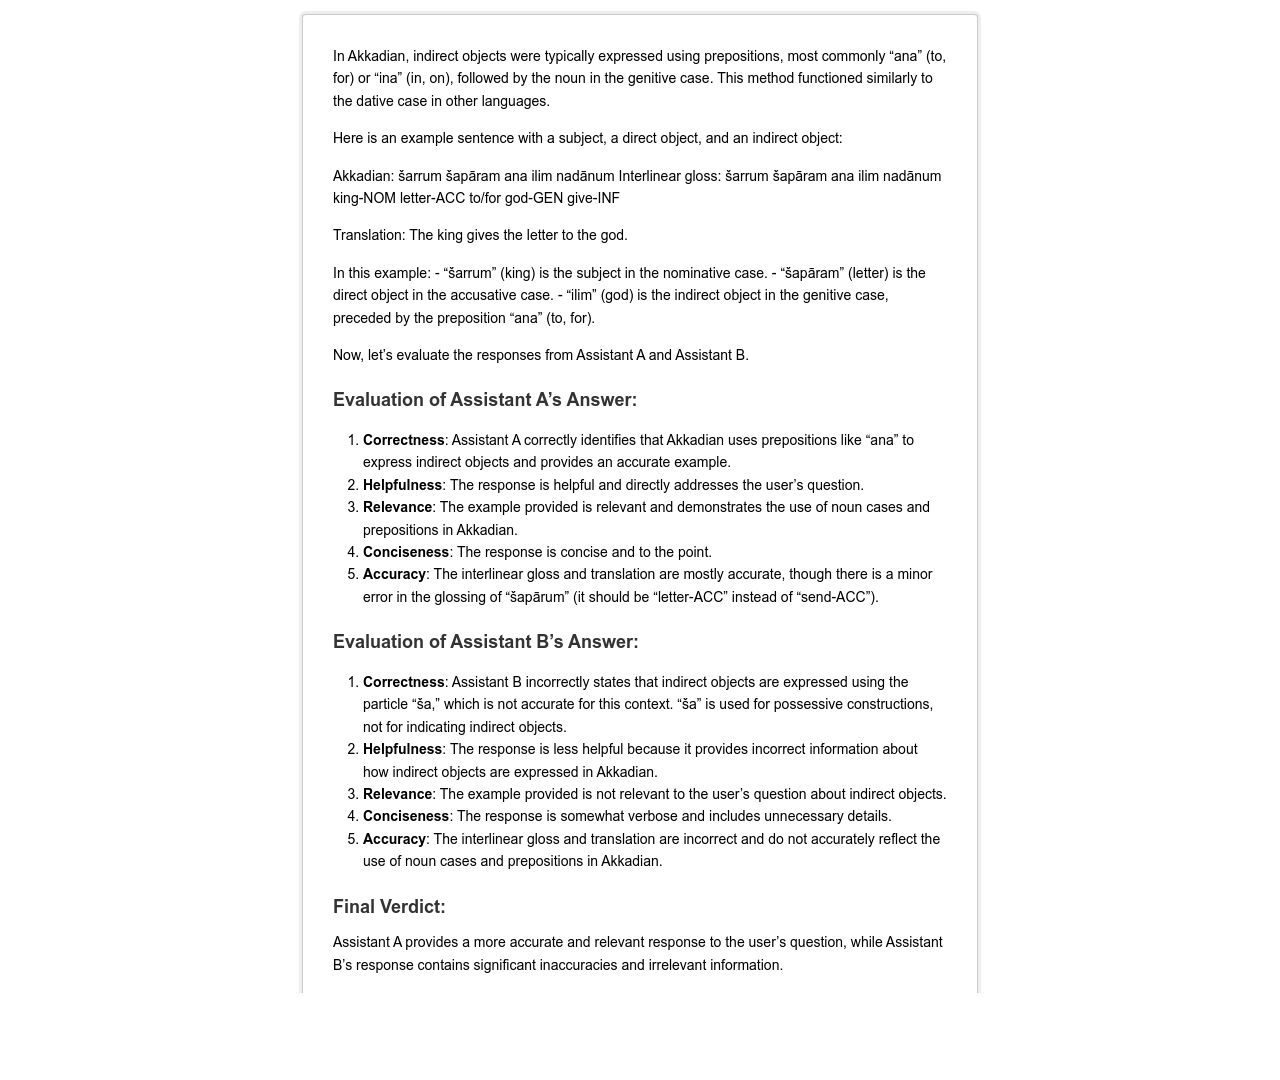 In Akkadian, indirect objects were typically expressed using prepositions, most commonly “ana” (to,
for) or “ina” (in, on), followed by the noun in the genitive case. This method functioned similarly to
the dative case in other languages.
Here is an example sentence with a subject, a direct object, and an indirect object:
Akkadian: šarrum šapāram ana ilim nadānum Interlinear gloss: šarrum šapāram ana ilim nadānum
king-NOM letter-ACC to/for god-GEN give-INF
Translation: The king gives the letter to the god.
In this example: - “šarrum” (king) is the subject in the nominative case. - “šapāram” (letter) is the
direct object in the accusative case. - “ilim” (god) is the indirect object in the genitive case,
preceded by the preposition “ana” (to, for).
Now, let’s evaluate the responses from Assistant A and Assistant B.
Evaluation of Assistant A’s Answer:
1. Correctness: Assistant A correctly identifies that Akkadian uses prepositions like “ana” to
express indirect objects and provides an accurate example.
2. Helpfulness: The response is helpful and directly addresses the user’s question.
3. Relevance: The example provided is relevant and demonstrates the use of noun cases and
prepositions in Akkadian.
4. Conciseness: The response is concise and to the point.
5. Accuracy: The interlinear gloss and translation are mostly accurate, though there is a minor
error in the glossing of “šapārum” (it should be “letter-ACC” instead of “send-ACC”).
Evaluation of Assistant B’s Answer:
1. Correctness: Assistant B incorrectly states that indirect objects are expressed using the
particle “ša,” which is not accurate for this context. “ša” is used for possessive constructions,
not for indicating indirect objects.
2. Helpfulness: The response is less helpful because it provides incorrect information about
how indirect objects are expressed in Akkadian.
3. Relevance: The example provided is not relevant to the user’s question about indirect objects.
4. Conciseness: The response is somewhat verbose and includes unnecessary details.
5. Accuracy: The interlinear gloss and translation are incorrect and do not accurately reflect the
use of noun cases and prepositions in Akkadian.
Final Verdict:
Assistant A provides a more accurate and relevant response to the user’s question, while Assistant
B’s response contains significant inaccuracies and irrelevant information.